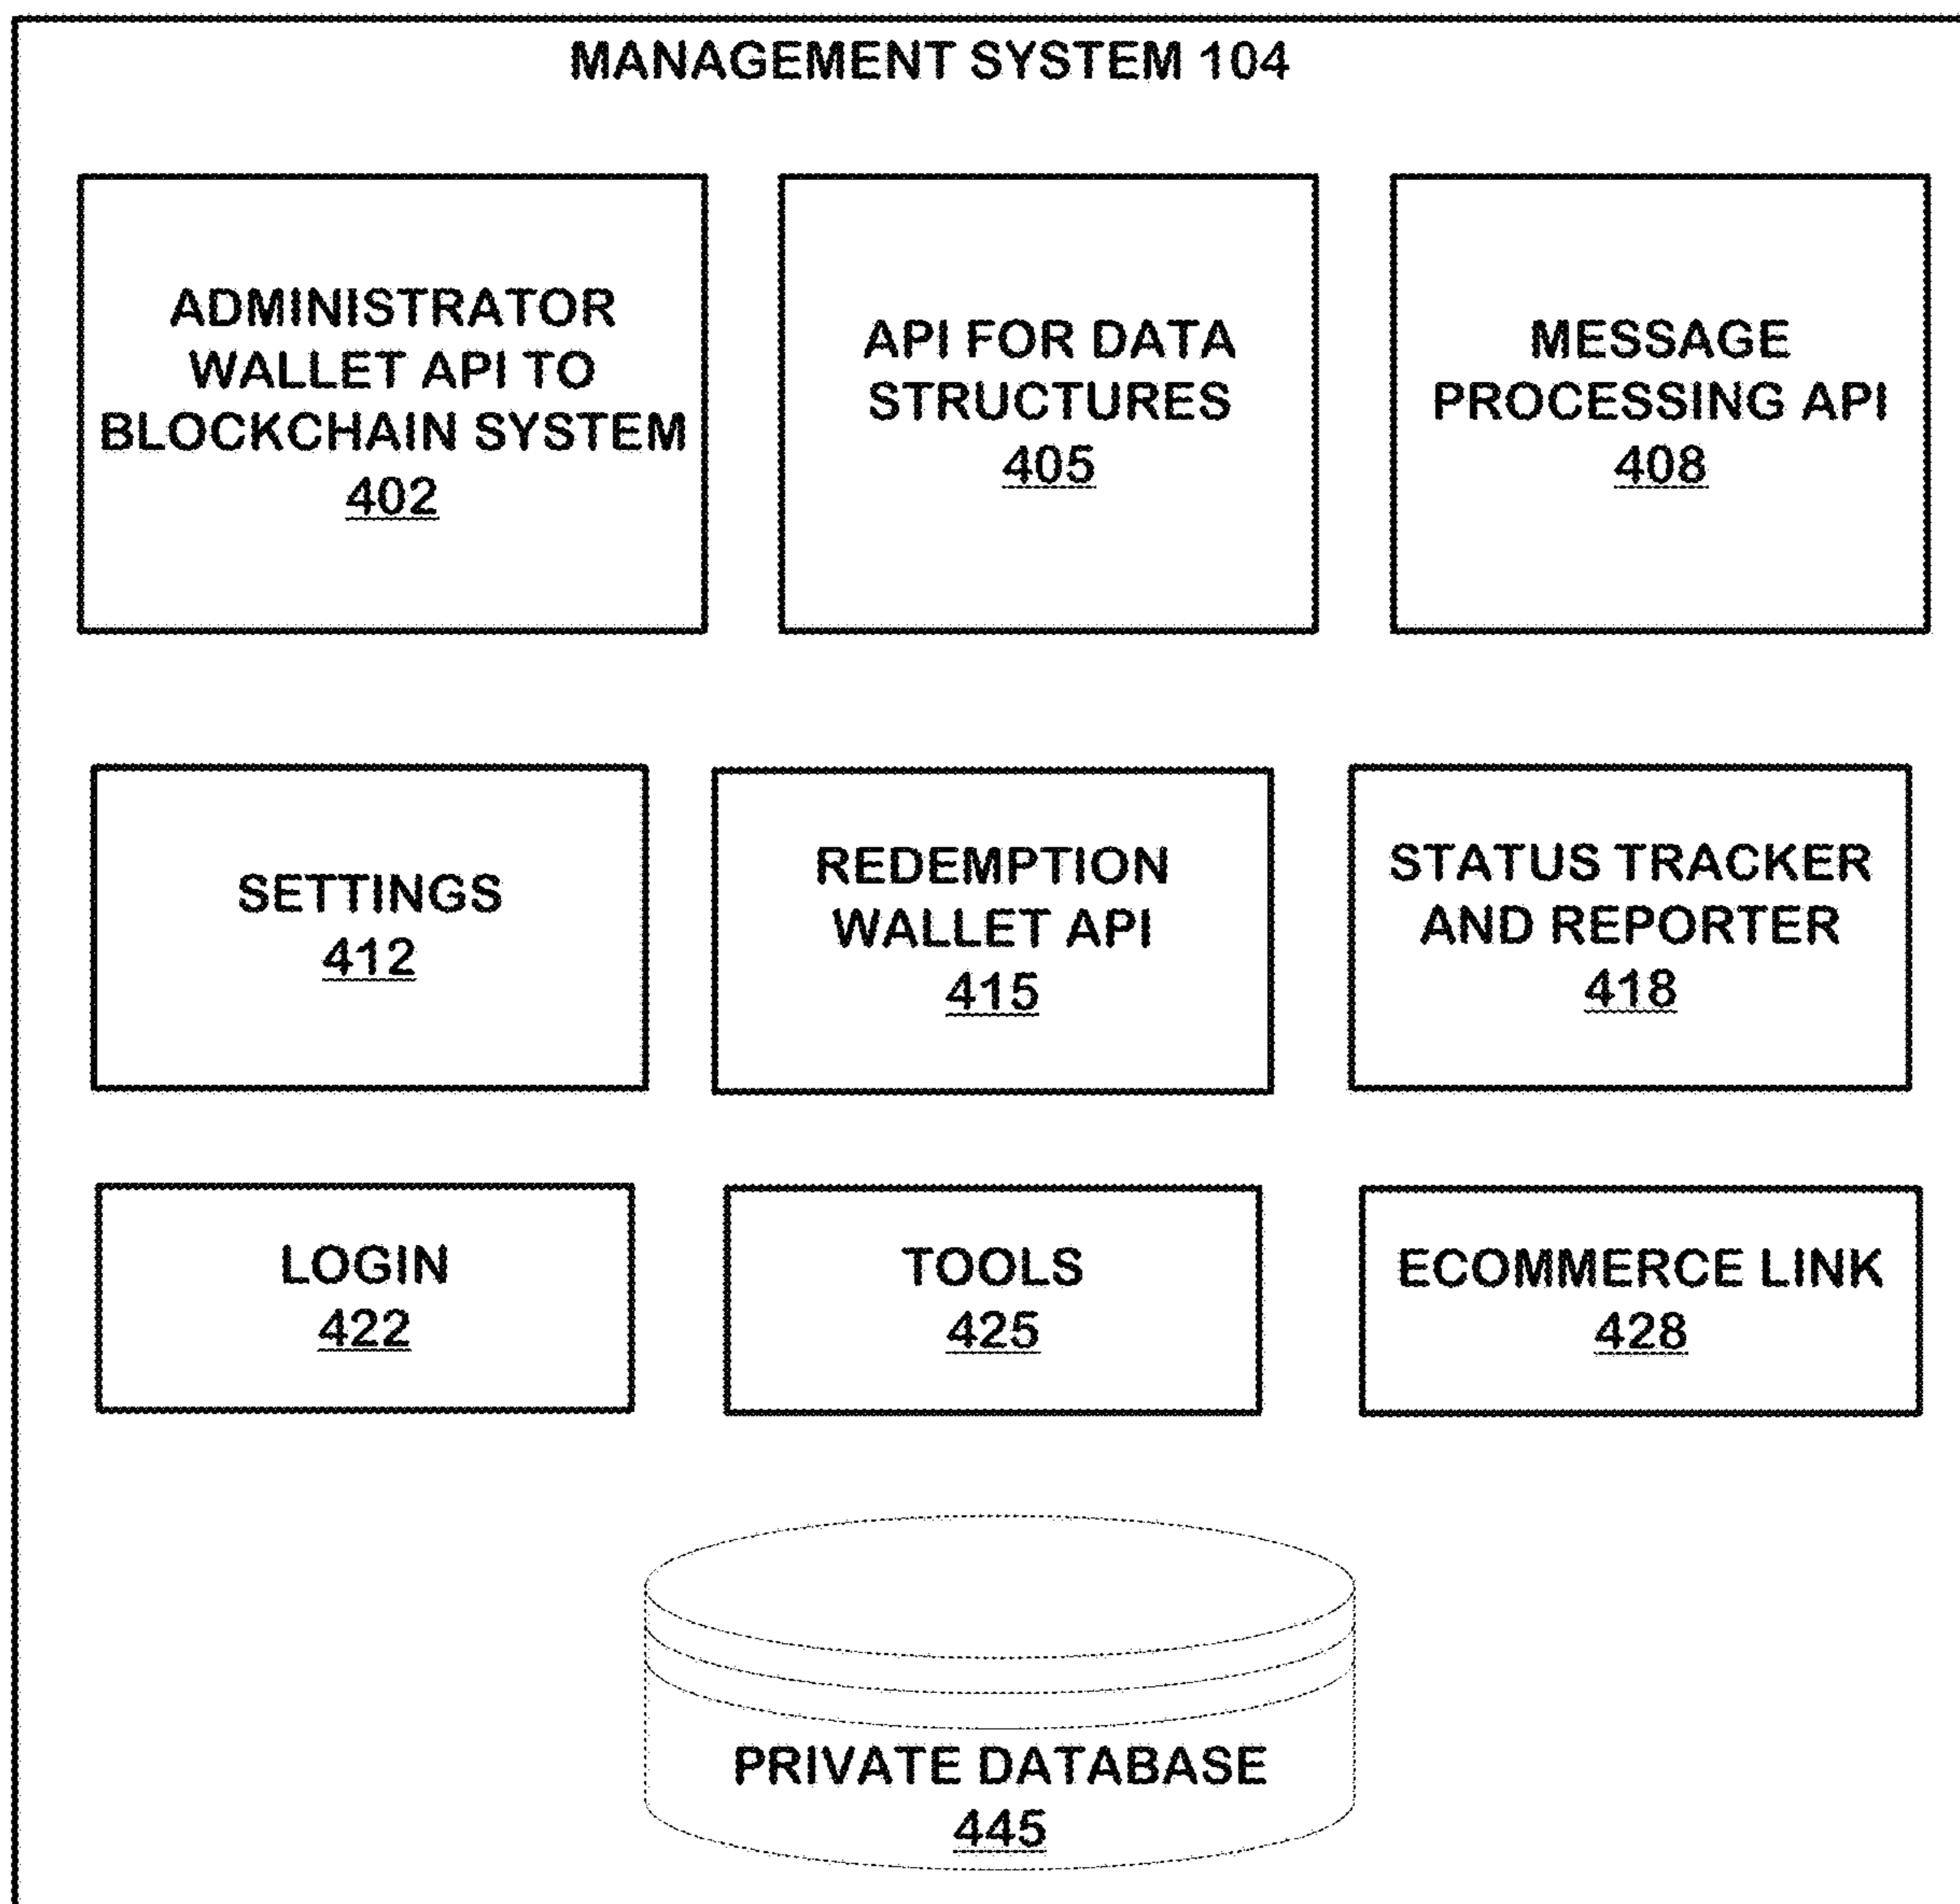 MANAGEMENT SYSTEM 104
ADMINISTRATOR
WALLET API TO
BLOCKCHAIN SYSTEM
402
API FOR DATA
STRUCTURES
405
MESSAGE
PROCESSING API
408
SETTINGS
412
REDEMPTION
WALLET API
415
STATUS TRACKER
AND REPORTER
418
LOGIN
422
TOOLS
425
ECOMMERCE LINK
428
PRIVATE DATABASE
445